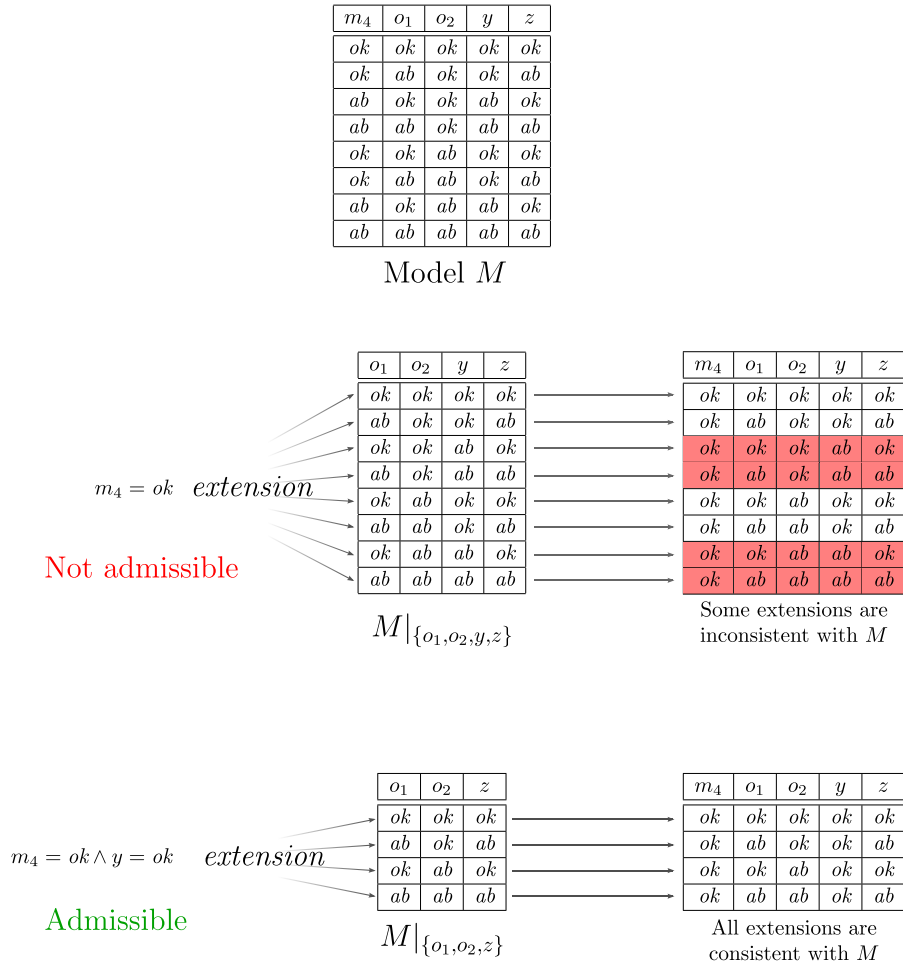 m₄ o₁ o₂ y z
ok ok ok ok ok
ok ab ok ok ab
ab ok ok ab ok
ab ab ok ab ab
ok ok ab ok ok
ok ab ab ok ab
ab ok ab ab ok
ab ab ab ab ab
Model M
o₁ o₂ y z
ok ok ok ok
ab ok ok ab
ok ok ab ok
ab ok ab ab
ok ab ok ok
ab ab ok ab
ok ab ab ok
ab ab ab ab
m₄ o₁ o₂ y z
ok ok ok ok ok
ok ab ok ok ab
ok ok ok ab ok
ok ab ok ab ab
ok ok ab ok ok
ok ab ab ok ab
ok ok ab ab ok
ok ab ab ab ab
m₄ = ok extension
Not admissible
M|{o₁,o₂,y,z}
Some extensions are
inconsistent with M
o₁ o₂ z
ok ok ok
ab ok ab
ok ab ok
ab ab ab
m₄ o₁ o₂ y z
ok ok ok ok ok
ok ab ok ok ab
ok ok ab ok ok
ok ab ab ok ab
m₄ = ok ∧ y = ok extension
Admissible
M|{o₁,o₂,z}
All extensions are
consistent with M